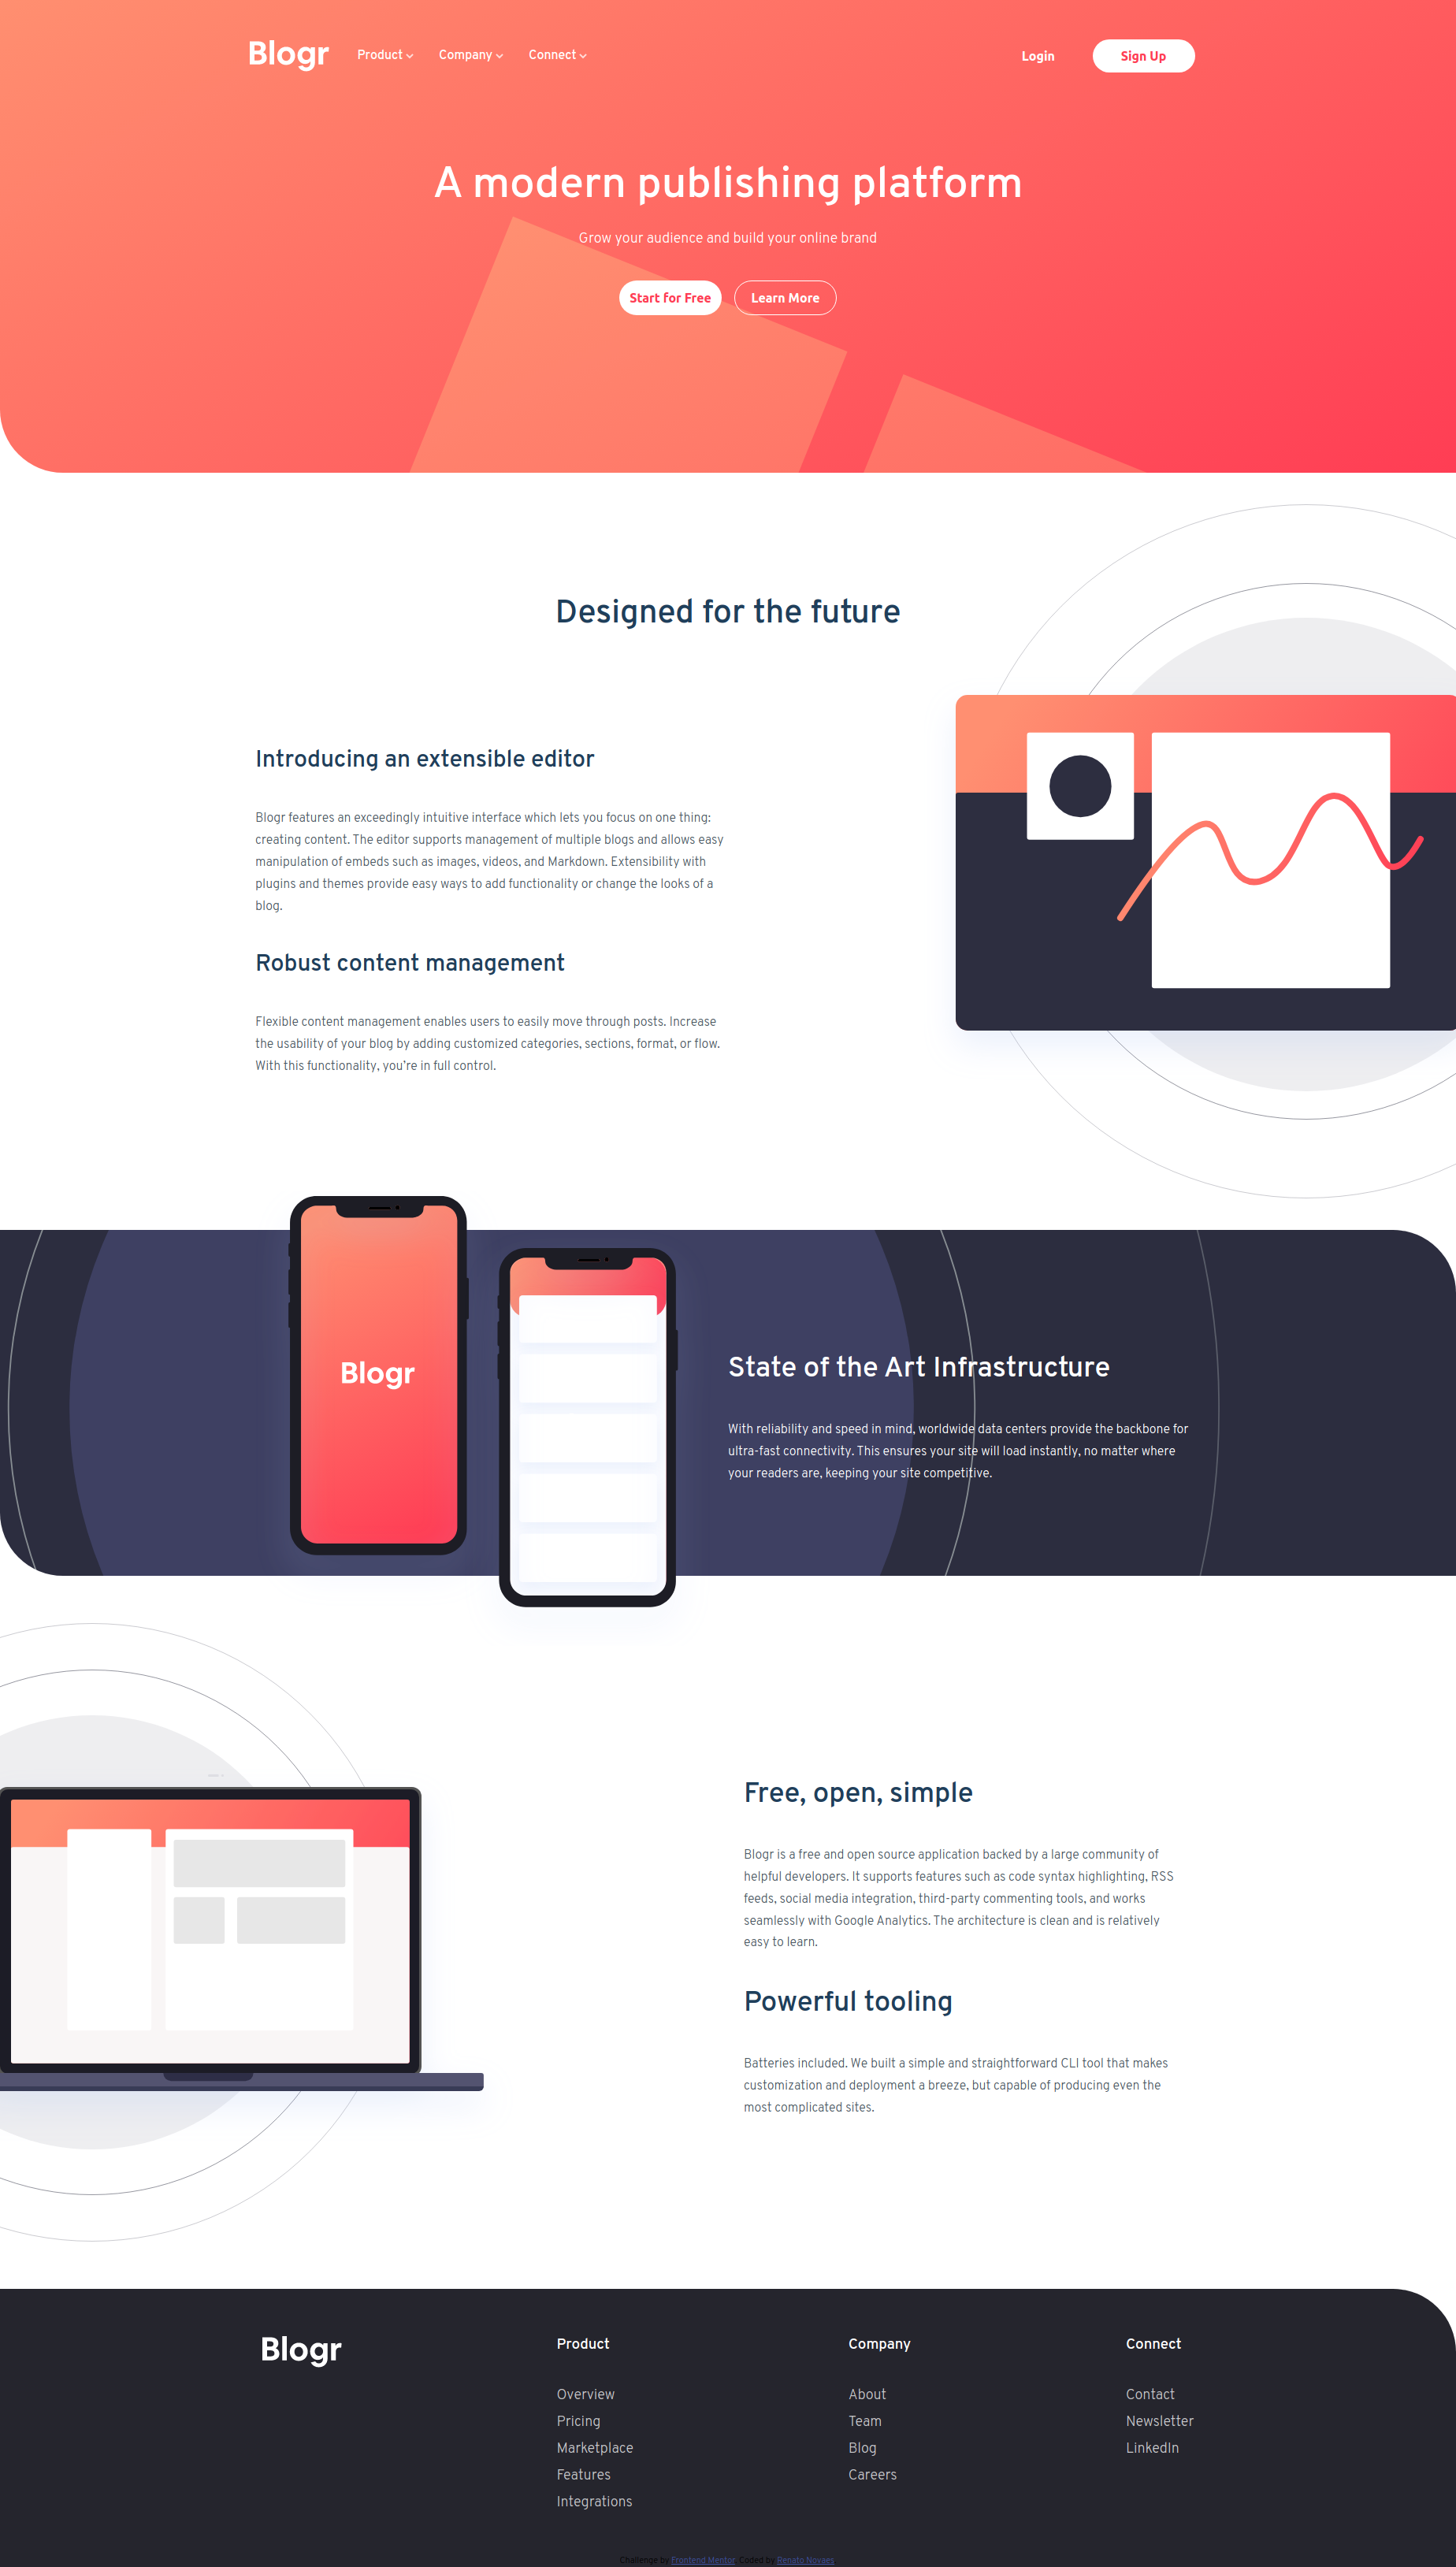 Blogr
Product
Company
Connect
Login
Sign Up
A modern publishing platform
Grow your audience and build your online brand
Start for Free
Learn More
Designed for the future
Introducing an extensible editor
Blogr features an exceedingly intuitive interface which lets you focus on one thing:
creating content. The editor supports management of multiple blogs and allows easy
manipulation of embeds such as images, videos, and Markdown. Extensibility with
plugins and themes provide easy ways to add functionality or change the looks of a
blog.
Robust content management
Flexible content management enables users to easily move through posts. Increase
the usability of your blog by adding customized categories, sections, format, or flow.
With this functionality, you’re in full control.
Blogr
State of the Art Infrastructure
With reliability and speed in mind, worldwide data centers provide the backbone for
ultra-fast connectivity. This ensures your site will load instantly, no matter where
your readers are, keeping your site competitive.
Free, open, simple
Blogr is a free and open source application backed by a large community of
helpful developers. It supports features such as code syntax highlighting, RSS
feeds, social media integration, third-party commenting tools, and works
seamlessly with Google Analytics. The architecture is clean and is relatively
easy to learn.
Powerful tooling
Batteries included. We built a simple and straightforward CLI tool that makes
customization and deployment a breeze, but capable of producing even the
most complicated sites.
Blogr
Product
Overview
Pricing
Marketplace
Features
Integrations
Company
About
Team
Blog
Careers
Connect
Contact
Newsletter
LinkedIn
Challenge by Frontend Mentor. Coded by Renato Novaes.